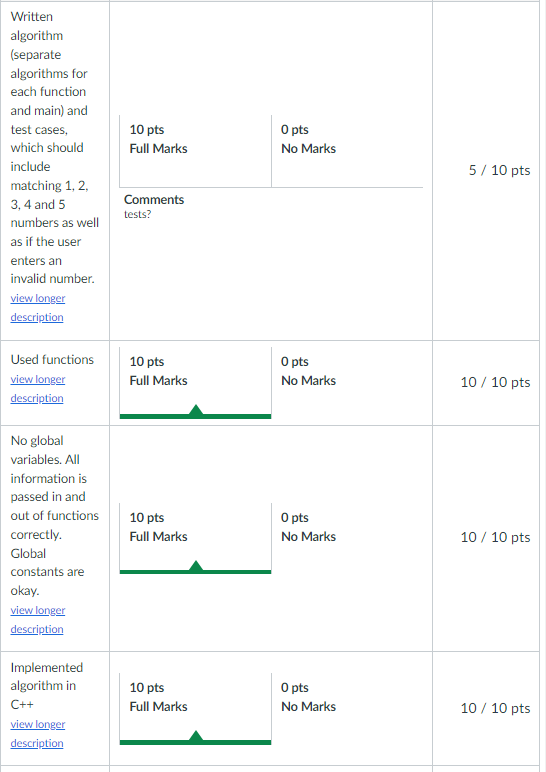 Written
algorithm
(separate
algorithms for
each function
and main) and
test cases,
which should
include
matching 1, 2,
3, 4 and 5
numbers as well
as if the user
enters an
invalid number.
view longer
description
10 pts
Full Marks
0 pts
No Marks
Comments
tests?
5 / 10 pts
Used functions
view longer
description
10 pts
Full Marks
0 pts
No Marks
10 / 10 pts
No global
variables. All
information is
passed in and
out of functions
correctly.
Global
constants are
okay.
view longer
description
10 pts
Full Marks
0 pts
No Marks
10 / 10 pts
Implemented
algorithm in
C++
view longer
description
10 pts
Full Marks
0 pts
No Marks
10 / 10 pts